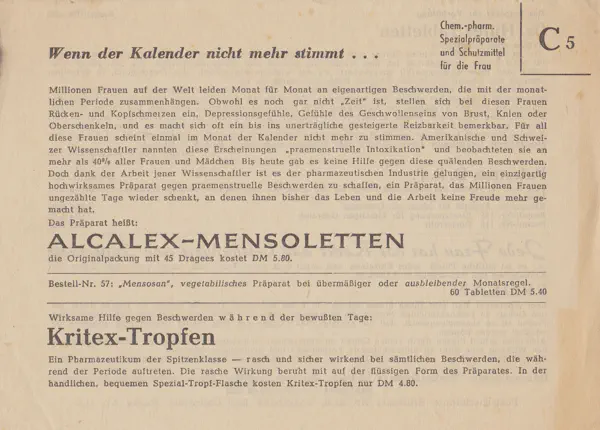 Chem.-pharm.
Spezialpräparate
und Schutzmittel
für die Frau
C 5
Wenn der Kalender nicht mehr stimmt . . .
Millionen Frauen auf der Welt leiden Monat für Monat an eigenartigen Beschwerden, die mit der monat-
lichen Periode zusammenhängen. Obwohl es noch gar nicht „Zeit" ist, stellen sich bei diesen Frauen
Rücken- und Kopfschmerzen ein, Depressionsgefühle, Gefühle des Geschwollenseins von Brust, Knien oder
Oberschenkeln, und es macht sich oft ein bis ins unerträgliche gesteigerte Reizbarkeit bemerkbar. Für all
diese Frauen scheint einmal im Monat der Kalender nicht mehr zu stimmen. Amerikanische und Schwei-
zer Wissenschaftler nannten diese Erscheinungen „praemenstruelle Intoxikation" und beobachteten sie an
mehr als 40% aller Frauen und Mädchen Bis heute gab es keine Hilfe gegen diese quälenden Beschwerden.
Doch dank der Arbeit jener Wissenschaftler ist es der pharmazeutischen Industrie gelungen, ein einzigartig
hochwirksames Präparat gegen praemenstruelle Beschwerden zu schaffen, ein Präparat, das Millionen Frauen
ungezählte Tage wieder schenkt, an denen ihnen bisher das Leben und die Arbeit keine Freude mehr ge-
macht hat.
Das Präparat heißt:
ALCALEX-MENSOLETTEN
die Originalpackung mit 45 Dragees kostet DM 5.80.
Bestell-Nr. 57: „Mensosan", vegetabilisches Präparat bei übermäßiger oder ausbleibender Monatsregel.
60 Tabletten DM 5.40
Wirksame Hilfe gegen Beschwerden während der bewußten Tage:
Kritex-Tropfen
Ein Pharmazeutikum der Spitzenklasse — rasch und sicher wirkend bei sämtlichen Beschwerden, die wäh-
rend der Periode auftreten. Die rasche Wirkung beruht mit auf der flüssigen Form des Präparates. In der
handlichen, bequemen Spezial-Tropf-Flasche kosten Kritex-Tropfen nur DM 4.80.